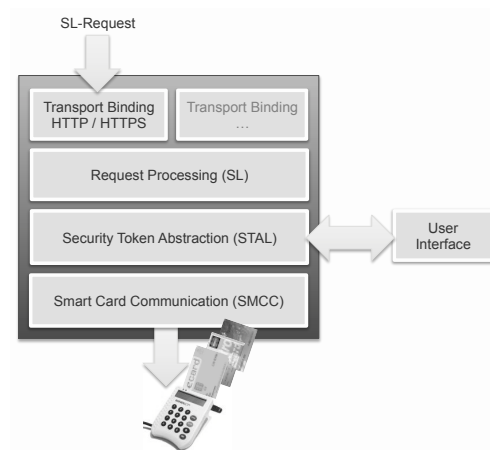 SL-Request
Transport Binding
HTTP / HTTPS
Transport Binding
...
Request Processing (SL)
Security Token Abstraction (STAL)
User
Interface
Smart Card Communication (SMCC)
ecard